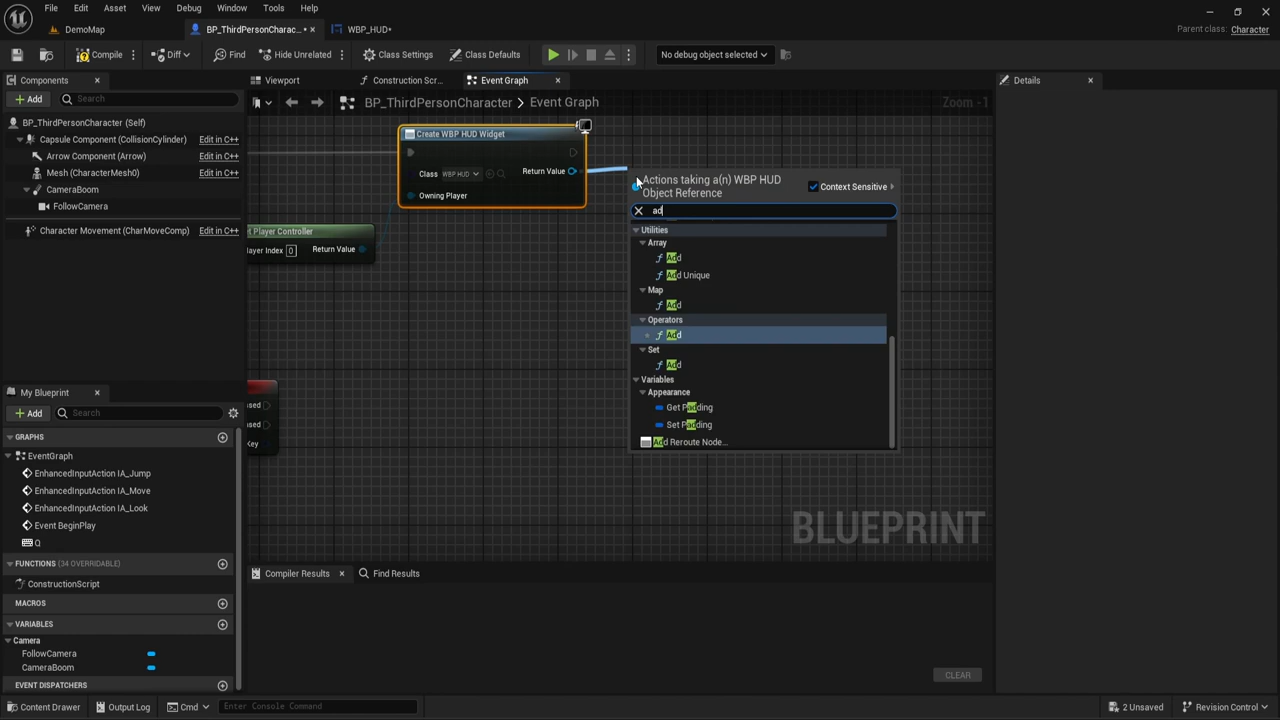 File Edit Asset View Debug Window Tools Help
DemoMap
BP_ThirdPersonCharac... •
WBP_HUD•
Parent class: Character
Compile
Diff
Find
Hide Unrelated
Class Settings
Class Defaults
No debug object selected
Components
Viewport
Construction Scr...
Event Graph
Details
Add
Search
BP_ThirdPersonCharacter > Event Graph
Zoom -1
BP_ThirdPersonCharacter (Self)
Capsule Component (CollisionCylinder) Edit in C++
Arrow Component (Arrow) Edit in C++
Mesh (CharacterMesh0) Edit in C++
CameraBoom Edit in C++
FollowCamera Edit in C++
Character Movement (CharMoveComp) Edit in C++
Create WBP HUD Widget
Class WBP HUD
Return Value
Owning Player
t Player Controller
layer Index 0 Return Value
Actions taking a(n) WBP HUD
Object Reference
Context Sensitive
ad
Utilities
Array
Add
Add Unique
Map
Add
Operators
Add
Set
Add
Variables
Appearance
Get Padding
Set Padding
Add Reroute Node...
ssed
sed
Key
BLUEPRINT
My Blueprint
Add
Search
GRAPHS
EventGraph
EnhancedInputAction IA_Jump
EnhancedInputAction IA_Move
EnhancedInputAction IA_Look
Event BeginPlay
Q
FUNCTIONS (34 OVERRIDABLE)
ConstructionScript
MACROS
VARIABLES
Camera
FollowCamera
CameraBoom
EVENT DISPATCHERS
Compiler Results
Find Results
CLEAR
Content Drawer
Output Log
Cmd
Enter Console Command
2 Unsaved
Revision Control